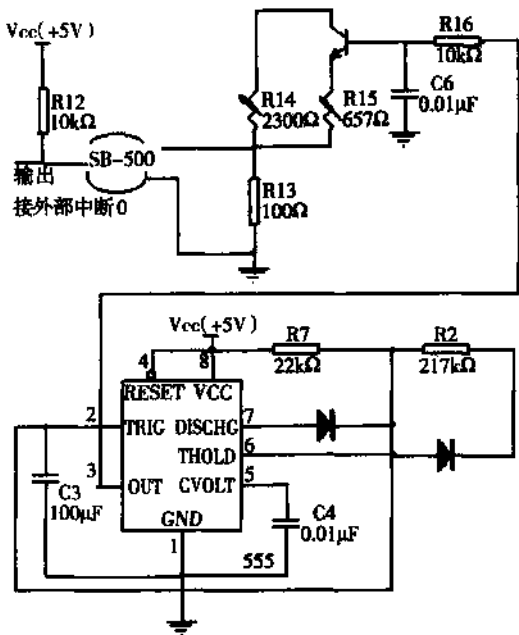 Vcc(+5V)
R12
10kΩ
SB-500
输出
接外部中断0
R14
2300Ω
R15
657Ω
R13
100Ω
R16
10kΩ
C6
0.01μF
Vcc(+5V)
R7
22kΩ
R2
217kΩ
4
8
RESET VCC
2
TRIG
DISCHG
7
THOLD
6
3
OUT
CVOLT
5
GND
1
C3
100μF
C4
0.01μF
555